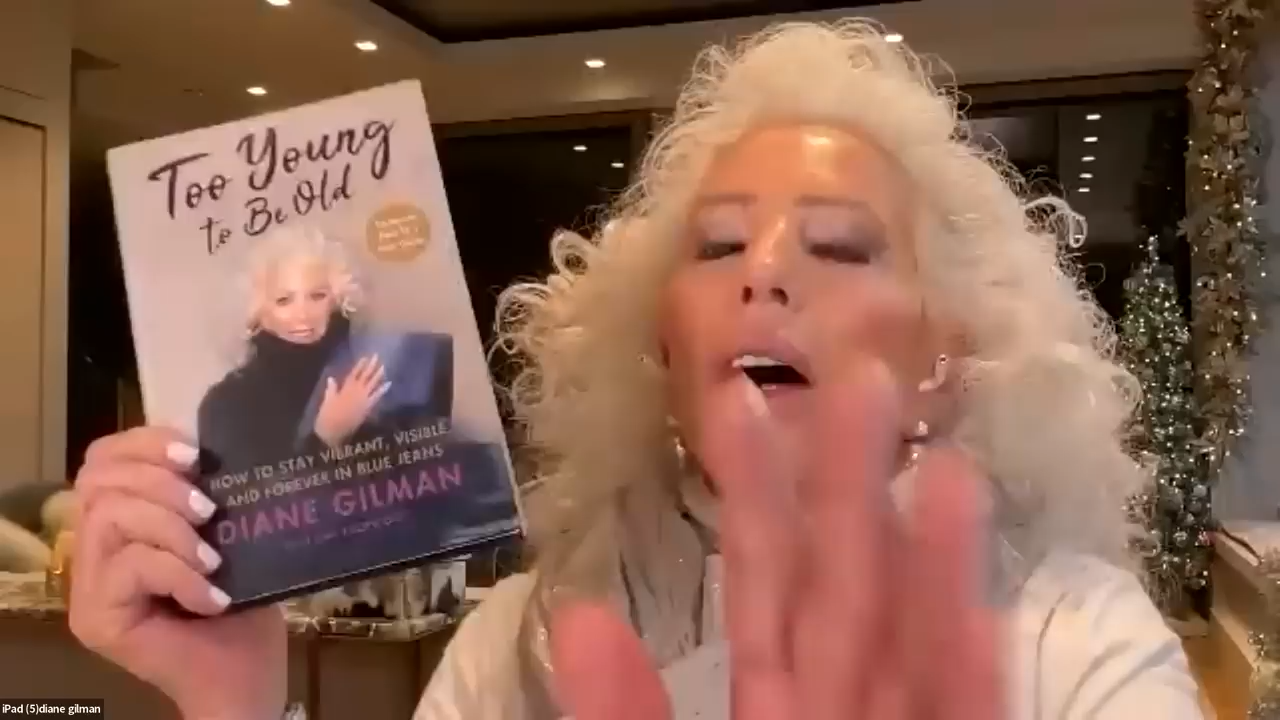 Too Young
to Be Old
HOW TO STAY VIBRANT, VISIBLE,
AND FOREVER IN BLUE JEANS
DIANE GILMAN
iPad (5)diane gilman